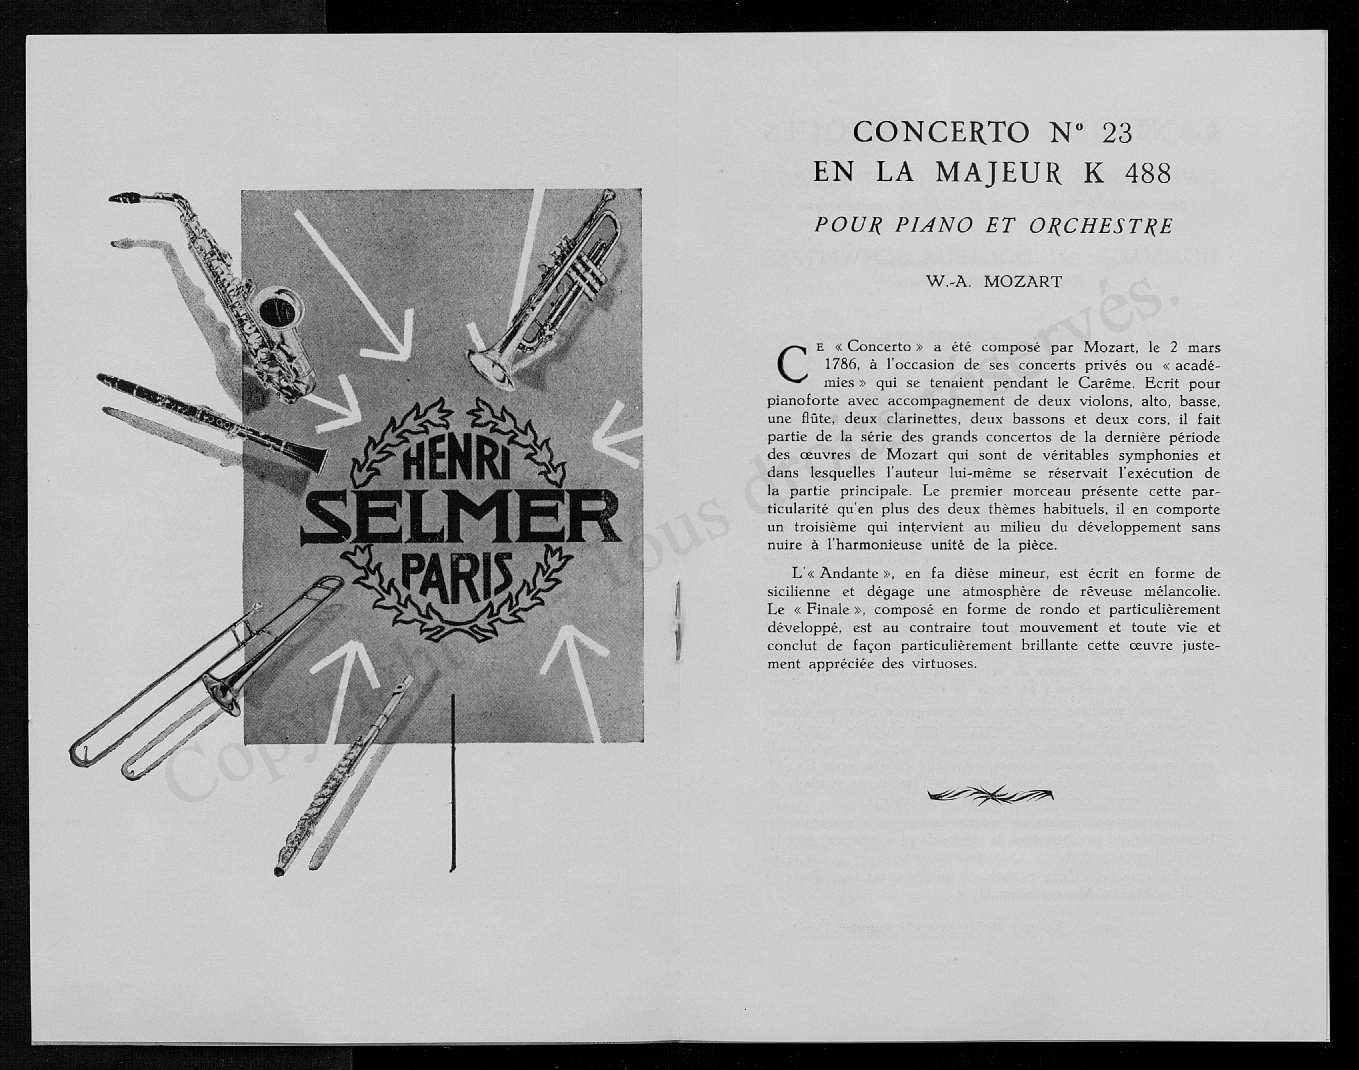 HENRI
SELMER
PARIS
CONCERTO Nº 23
EN LA MAJEUR K 488
POUR PIANO ET ORCHESTRE
W.-A. MOZART
CE « Concerto » a été composé par Mozart, le 2 mars
1786, à l'occasion de ses concerts privés ou « acadé-
mies » qui se tenaient pendant le Carême. Ecrit pour
pianoforte avec accompagnement de deux violons, alto, basse,
une flûte, deux clarinettes, deux bassons et deux cors, il fait
partie de la série des grands concertos de la dernière période
des œuvres de Mozart qui sont de véritables symphonies et
dans lesquelles l'auteur lui-même se réservait l'exécution de
la partie principale. Le premier morceau présente cette par-
ticularité qu'en plus des deux thèmes habituels, il en comporte
un troisième qui intervient au milieu du développement sans
nuire à l'harmonieuse unité de la pièce.
L'« Andante », en fa dièse mineur, est écrit en forme de
sicilienne et dégage une atmosphère de rêveuse mélancolie.
Le « Finale », composé en forme de rondo et particulièrement
développé, est au contraire tout mouvement et toute vie et
conclut de façon particulièrement brillante cette œuvre juste-
ment appréciée des virtuoses.
Copyright Tous droits réservés.